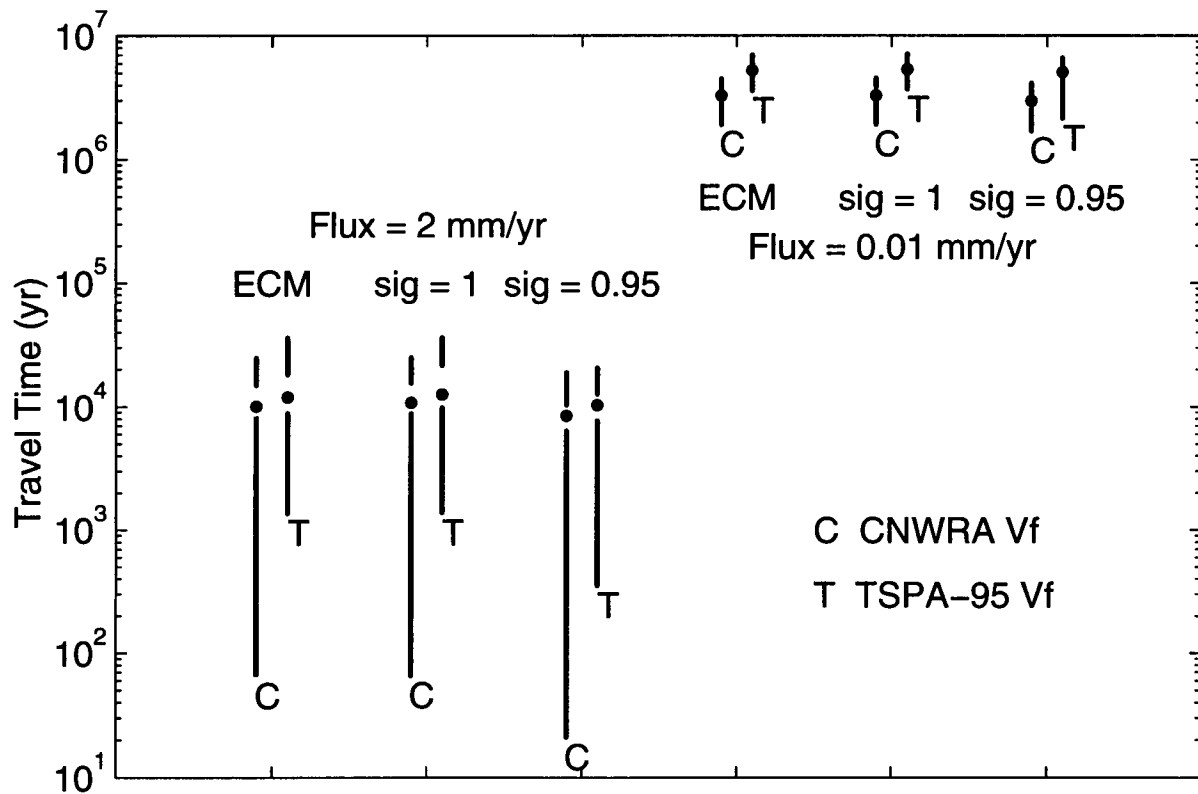 10^7
10^6
10^5
10^4
10^3
10^2
10^1
Travel Time (yr)
C T C T C T
ECM sig = 1 sig = 0.95
Flux = 0.01 mm/yr
Flux = 2 mm/yr
ECM sig = 1 sig = 0.95
T T T
C C C
C CNWRA Vf
T TSPA−95 Vf